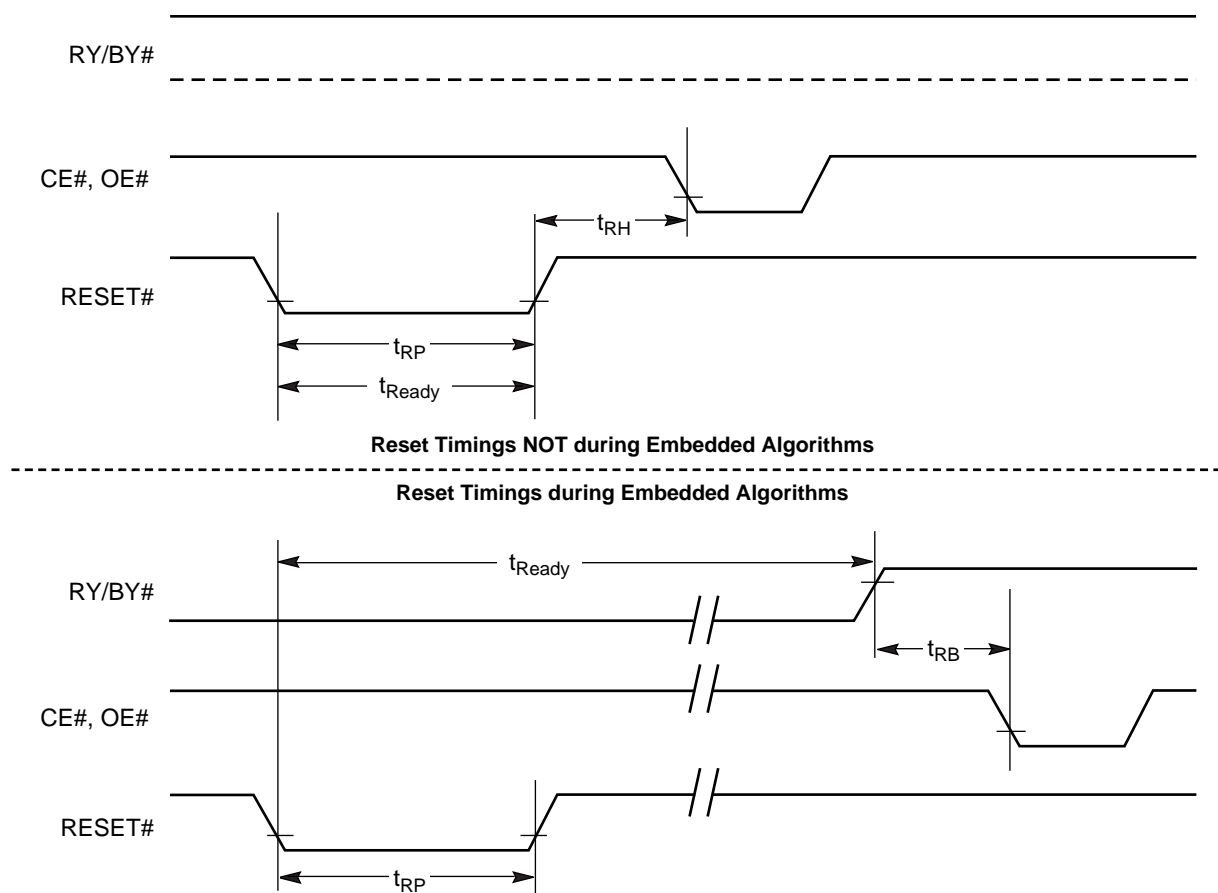 RY/BY#
CE#, OE#
tRH
RESET#
tRP
tReady
Reset Timings NOT during Embedded Algorithms
Reset Timings during Embedded Algorithms
tReady
RY/BY#
tRB
CE#, OE#
RESET#
tRP